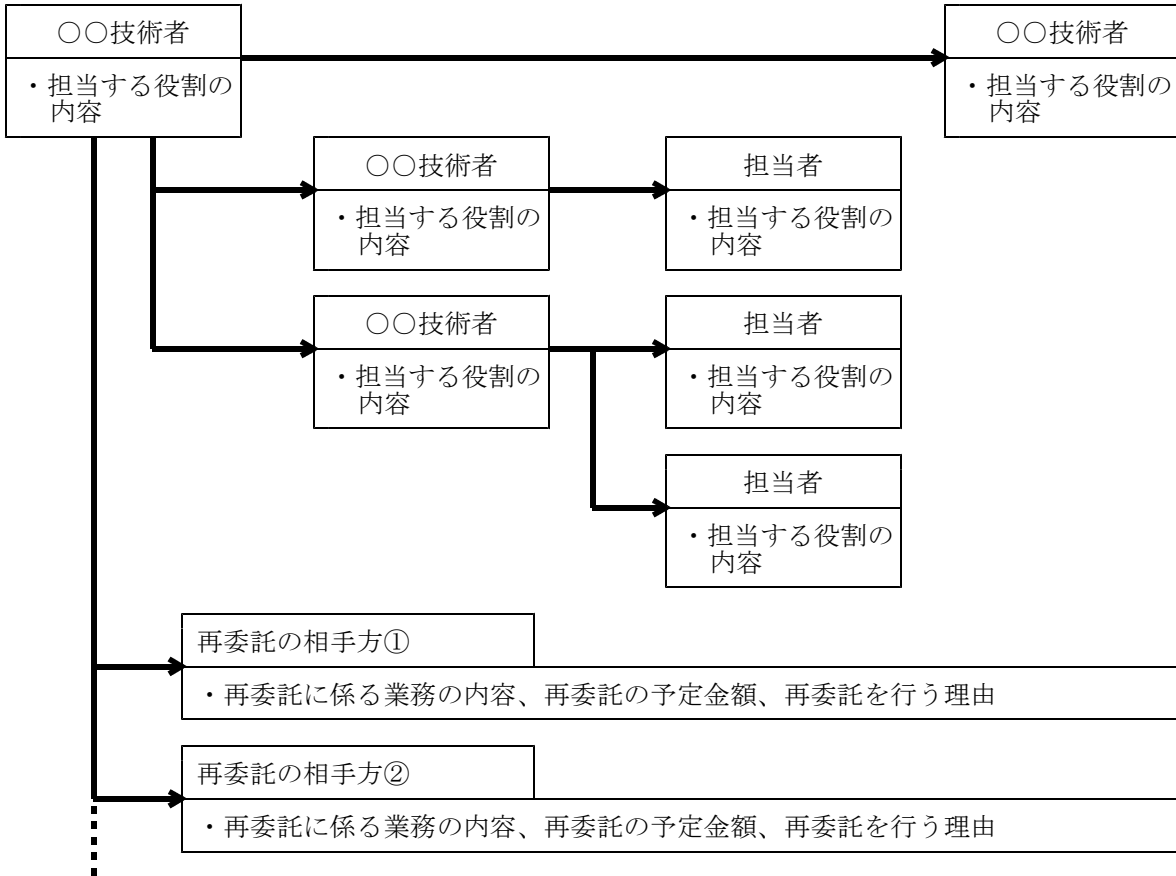 ○○技術者
・担当する役割の
内容
○○技術者
・担当する役割の
内容
○○技術者
・担当する役割の
内容
担当者
・担当する役割の
内容
○○技術者
・担当する役割の
内容
担当者
・担当する役割の
内容
担当者
・担当する役割の
内容
再委託の相手方①
・再委託に係る業務の内容、再委託の予定金額、再委託を行う理由
再委託の相手方②
・再委託に係る業務の内容、再委託の予定金額、再委託を行う理由